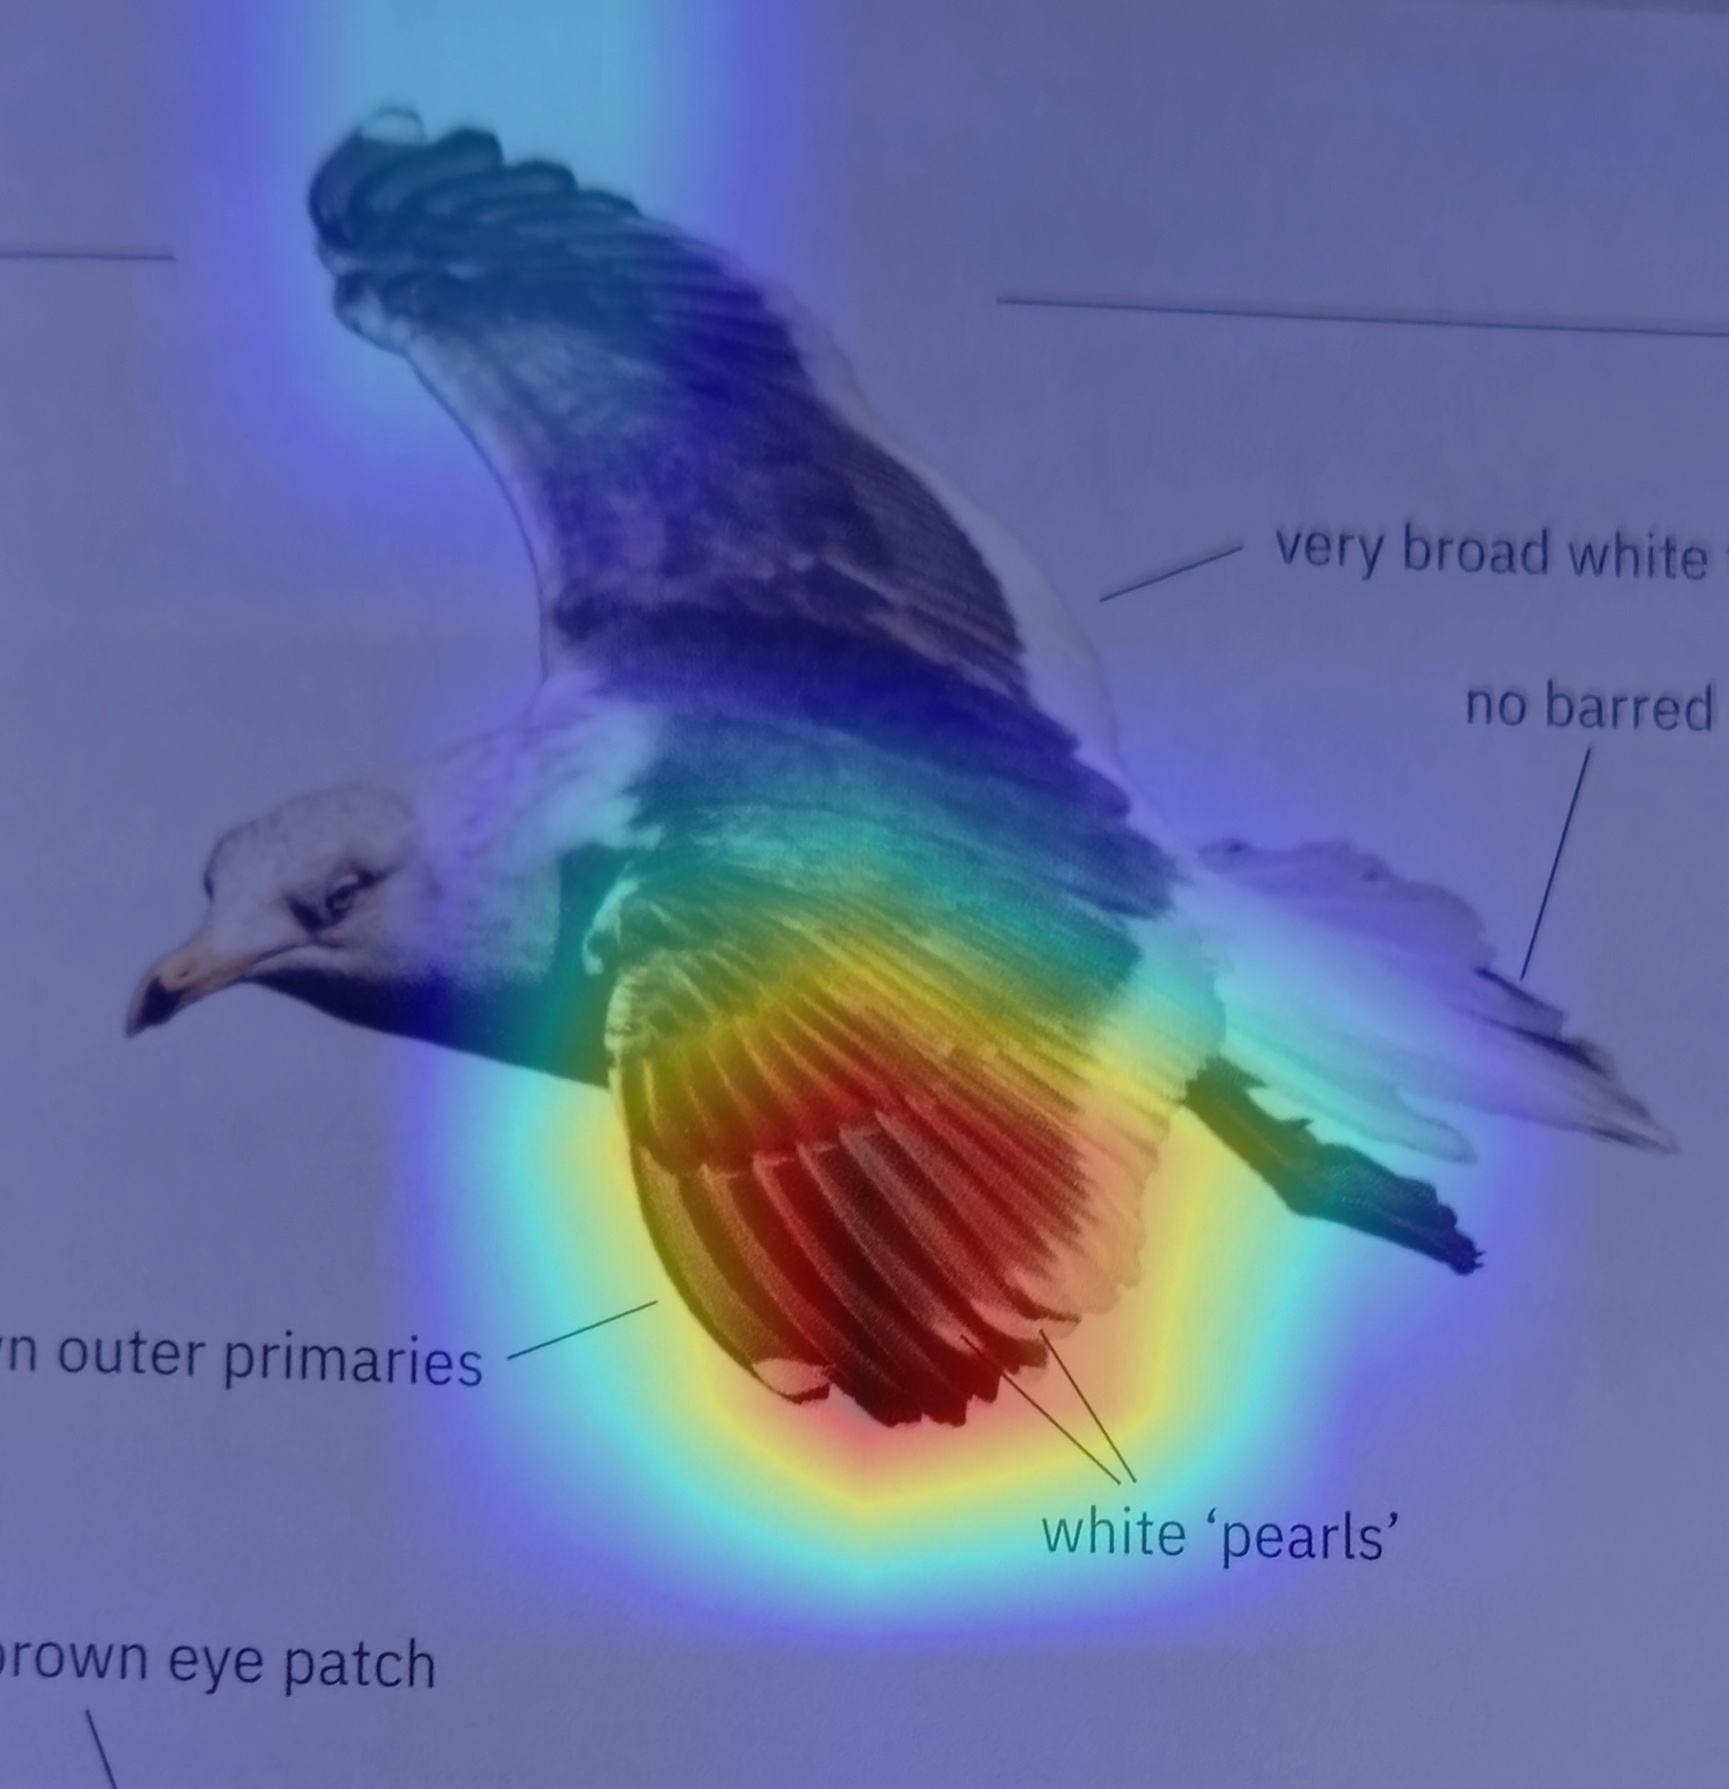 very broad white
no barred
outer primaries
white ‘pearls’
eye patch